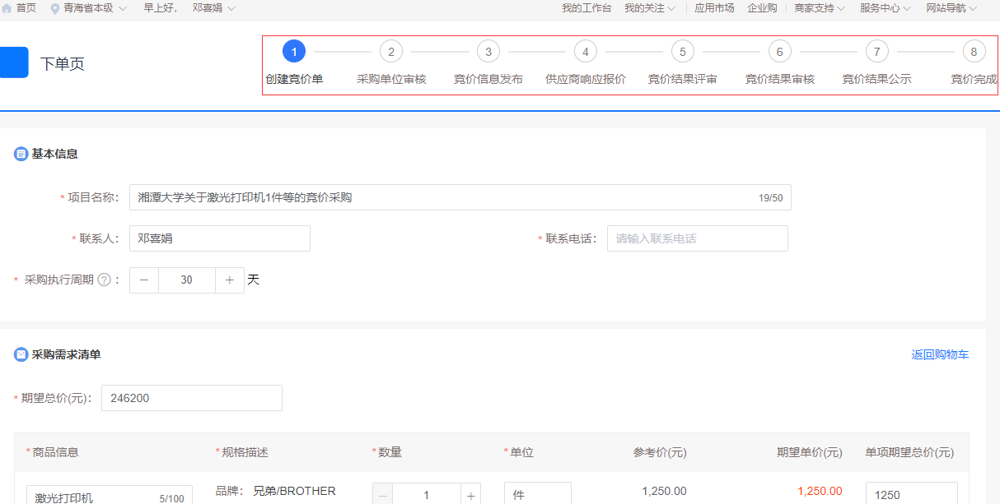 首页 青海省本级 早上好, 邓喜娟 我的工作台 我的关注 应用市场 企业购 商家支持 服务中心 网站导航
下单页
1 2 3 4 5 6 7 8
创建竞价单 采购单位审核 竞价信息发布 供应商响应报价 竞价结果评审 竞价结果审核 竞价结果公示 竞价完成
基本信息
* 项目名称: 湘潭大学关于激光打印机1件等的竞价采购 19/50
* 联系人: 邓喜娟 * 联系电话: 请输入联系电话
* 采购执行周期 ? : − 30 + 天
采购需求清单 返回购物车
* 期望总价(元): 246200
* 商品信息 * 规格描述 * 数量 * 单位 参考价(元) 期望单价(元) 单项期望总价(元)
激光打印机 5/100 品牌: 兄弟/BROTHER − 1 + 件 1,250.00 1,250.00 1250